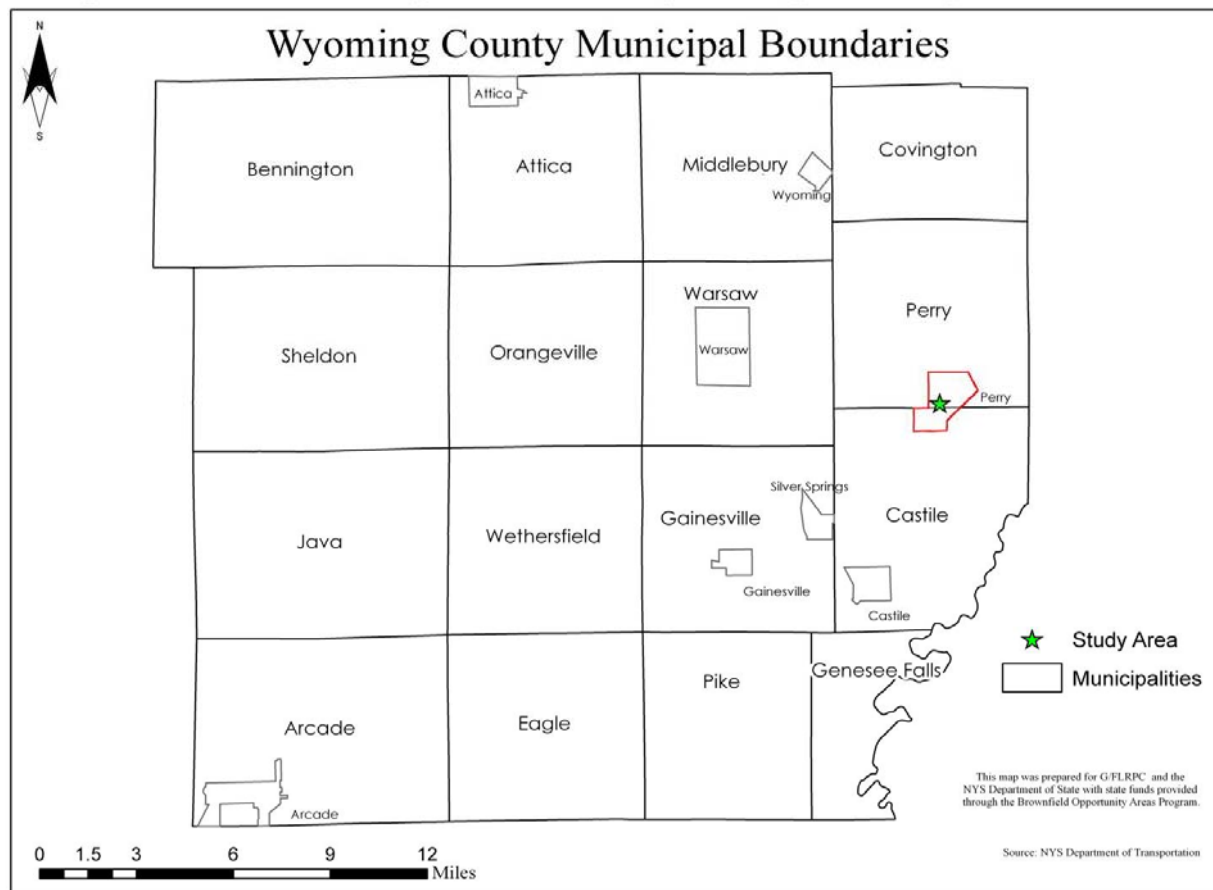 Wyoming County Municipal Boundaries
N
S
Attica
Bennington
Attica
Middlebury
Wyoming
Covington
Warsaw
Warsaw
Perry
Perry
Sheldon
Orangeville
Silver Springs
Java
Wethersfield
Gainesville
Gainesville
Castile
Castile
Genesee Falls
Pike
Arcade
Eagle
Arcade
Study Area
Municipalities
This map was prepared for G/FLRPC and the
NYS Department of State with state funds provided
through the Brownfield Opportunity Areas Program.
Source: NYS Department of Transportation
0 1.5 3 6 9 12
Miles